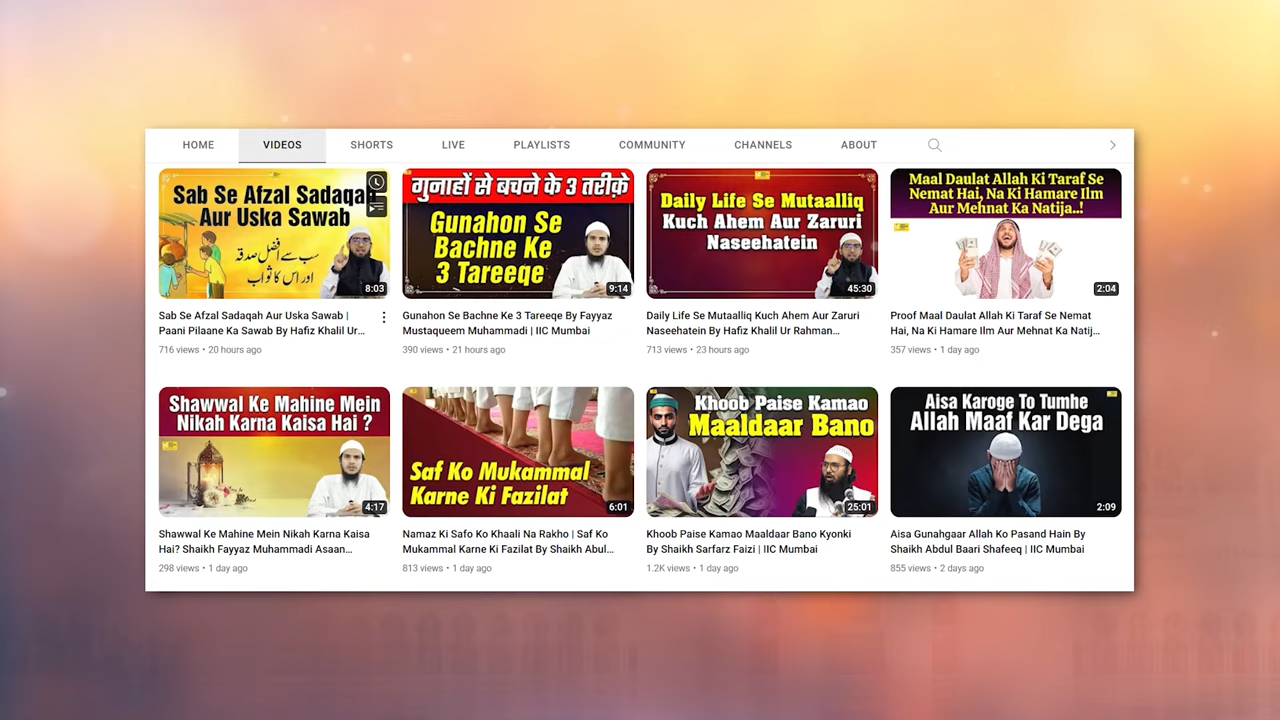 HOME VIDEOS SHORTS LIVE PLAYLISTS COMMUNITY CHANNELS ABOUT
Sab Se Afzal Sadaqah
Aur Uska Sawab
سب سے افضل صدقہ
اور اس کا ثواب
8:03
गुनाहों से बचने के 3 तरीक़े
Gunahon Se
Bachne Ke
3 Tareeqe
9:14
Daily Life Se Mutaalliq
Kuch Ahem Aur Zaruri
Naseehatein
45:30
Maal Daulat Allah Ki Taraf Se
Nemat Hai, Na Ki Hamare Ilm
Aur Mehnat Ka Natija..!
2:04
Sab Se Afzal Sadaqah Aur Uska Sawab |
Paani Pilaane Ka Sawab By Hafiz Khalil Ur...
716 views • 20 hours ago
Gunahon Se Bachne Ke 3 Tareeqe By Fayyaz
Mustaqueem Muhammadi | IIC Mumbai
390 views • 21 hours ago
Daily Life Se Mutaalliq Kuch Ahem Aur Zaruri
Naseehatein By Hafiz Khalil Ur Rahman...
713 views • 23 hours ago
Proof Maal Daulat Allah Ki Taraf Se Nemat
Hai, Na Ki Hamare Ilm Aur Mehnat Ka Natij...
357 views • 1 day ago
Shawwal Ke Mahine Mein
Nikah Karna Kaisa Hai ?
4:17
Saf Ko Mukammal
Karne Ki Fazilat
6:01
Khoob Paise Kamao
Maaldaar Bano
25:01
Aisa Karoge To Tumhe
Allah Maaf Kar Dega
2:09
Shawwal Ke Mahine Mein Nikah Karna Kaisa
Hai? Shaikh Fayyaz Muhammadi Asaan...
298 views • 1 day ago
Namaz Ki Safo Ko Khaali Na Rakho | Saf Ko
Mukammal Karne Ki Fazilat By Shaikh Abul...
813 views • 1 day ago
Khoob Paise Kamao Maaldaar Bano Kyonki
By Shaikh Sarfarz Faizi | IIC Mumbai
1.2K views • 1 day ago
Aisa Gunahgaar Allah Ko Pasand Hain By
Shaikh Abdul Baari Shafeeq | IIC Mumbai
855 views • 2 days ago